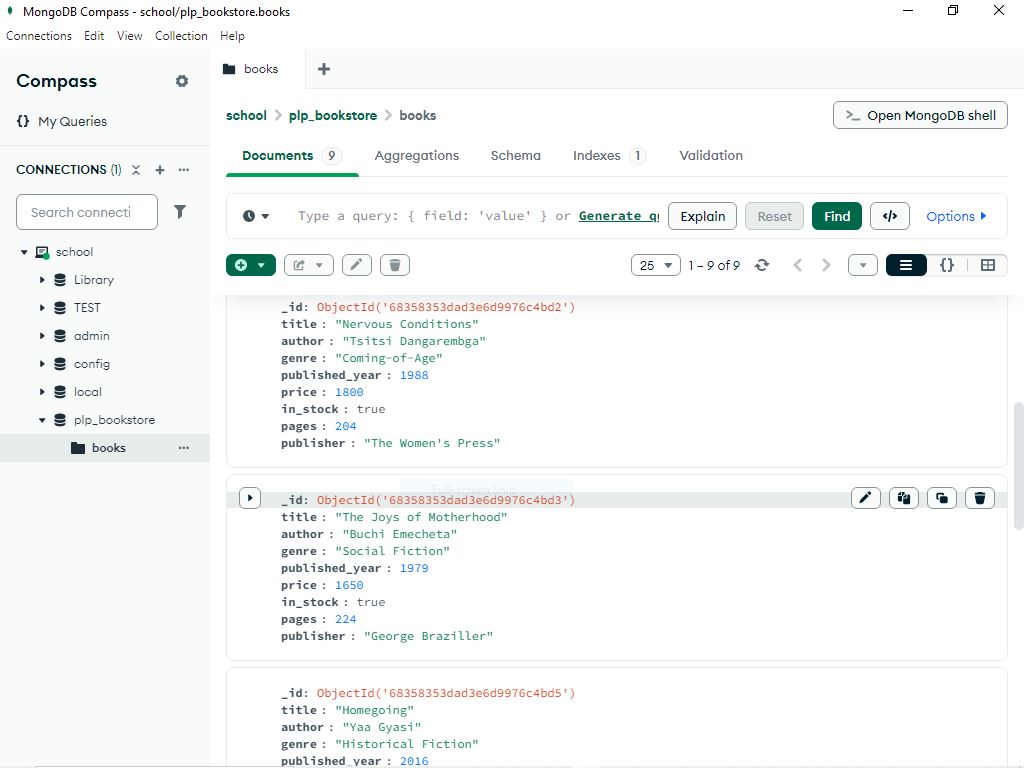 MongoDB Compass - school/plp_bookstore.books
Connections Edit View Collection Help
Compass
{} My Queries
CONNECTIONS (1)
Search connecti
school
Library
TEST
admin
config
local
plp_bookstore
books
books
school > plp_bookstore > books
>_ Open MongoDB shell
Documents 9 Aggregations Schema Indexes 1 Validation
Type a query: { field: 'value' } or Generate qu Explain Reset Find </> Options
25 1 – 9 of 9 {}
_id: ObjectId('68358353dad3e6d9976c4bd2')
title : "Nervous Conditions"
author : "Tsitsi Dangarembga"
genre : "Coming-of-Age"
published_year : 1988
price : 1800
in_stock : true
pages : 204
publisher : "The Women's Press"
Full-screen Snip
_id: ObjectId('68358353dad3e6d9976c4bd3')
title : "The Joys of Motherhood"
author : "Buchi Emecheta"
genre : "Social Fiction"
published_year : 1979
price : 1650
in_stock : true
pages : 224
publisher : "George Braziller"
_id: ObjectId('68358353dad3e6d9976c4bd5')
title : "Homegoing"
author : "Yaa Gyasi"
genre : "Historical Fiction"
published_year : 2016